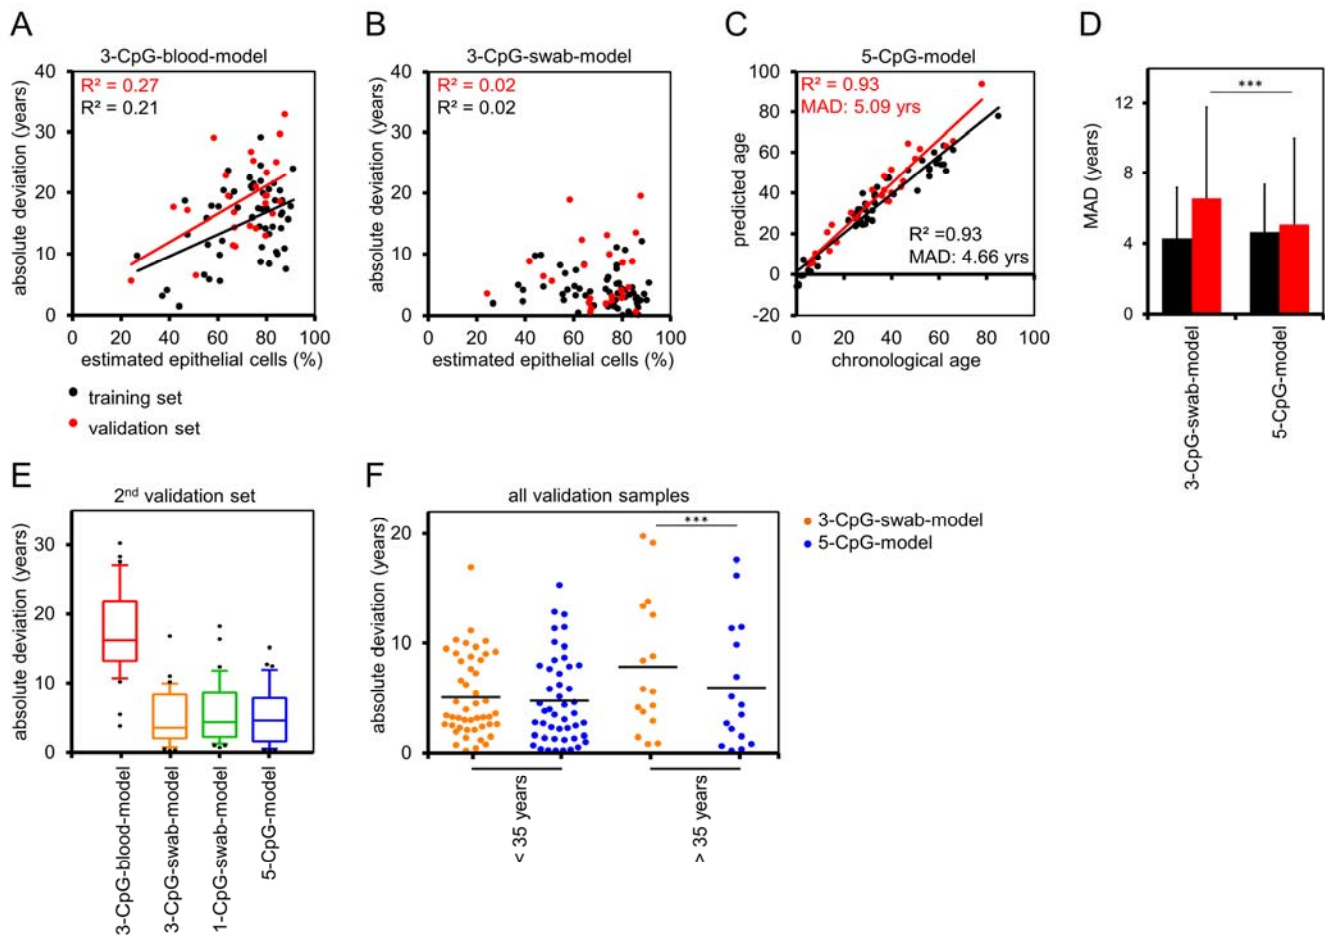 A
3-CpG-blood-model
R² = 0.27
R² = 0.21
absolute deviation (years)
40
30
20
10
0
0 20 40 60 80 100
estimated epithelial cells (%)
training set
validation set
B
3-CpG-swab-model
R² = 0.02
R² = 0.02
absolute deviation (years)
40
30
20
10
0
0 20 40 60 80 100
estimated epithelial cells (%)
C
5-CpG-model
R² = 0.93
MAD: 5.09 yrs
R² =0.93
MAD: 4.66 yrs
predicted age
100
80
60
40
20
0
-20
0 20 40 60 80 100
chronological age
D
***
MAD (years)
12
8
4
0
3-CpG-swab-model
5-CpG-model
E
2nd validation set
absolute deviation (years)
30
20
10
0
3-CpG-blood-model
3-CpG-swab-model
1-CpG-swab-model
5-CpG-model
F
all validation samples
***
absolute deviation (years)
20
10
0
< 35 years
> 35 years
3-CpG-swab-model
5-CpG-model